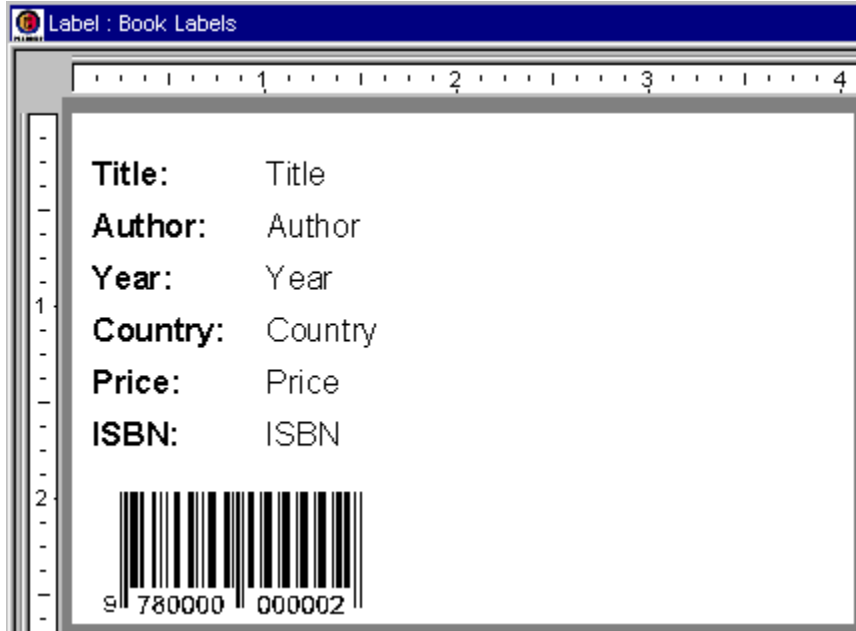 Label : Book Labels
1 2 3 4
Title: Title
Author: Author
Year: Year
1
Country: Country
Price: Price
ISBN: ISBN
2
9 780000 000002